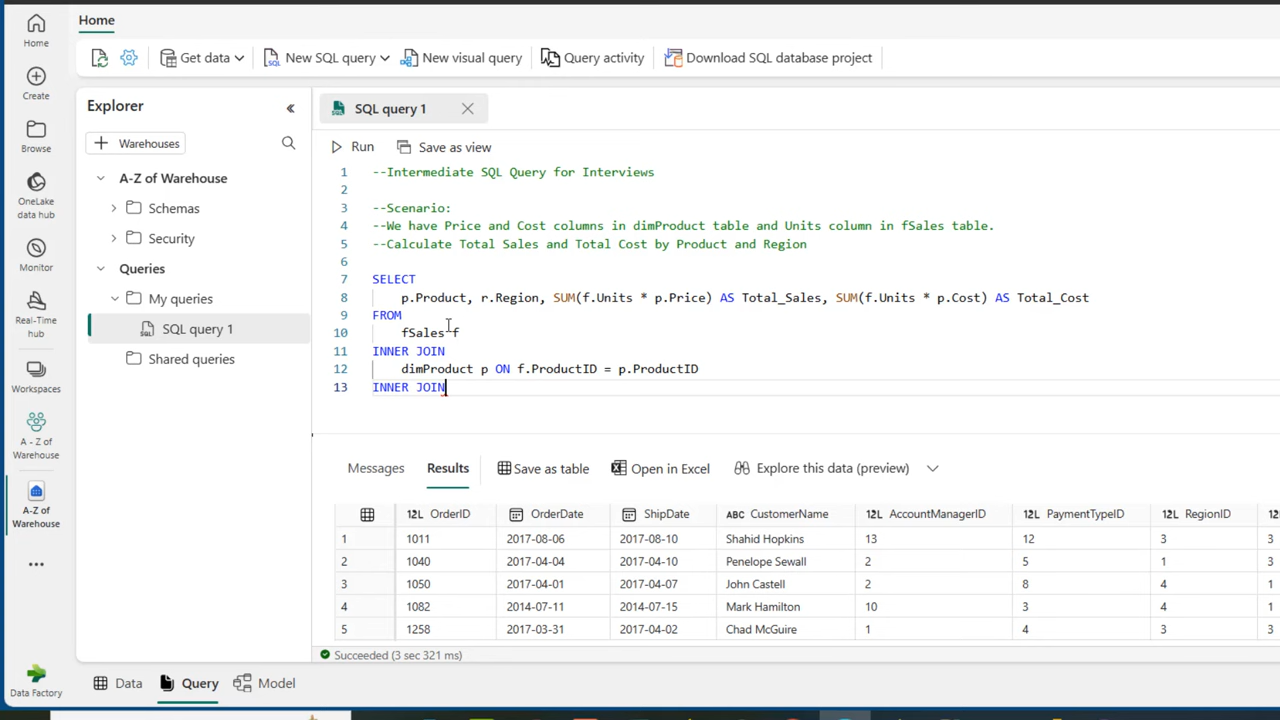 Home
Home
Get data
New SQL query
New visual query
Query activity
Download SQL database project
Create
Browse
OneLake
data hub
Monitor
Real-Time
hub
Workspaces
A - Z of
Warehouse
A-Z of
Warehouse
Data Factory
Explorer
Warehouses
A-Z of Warehouse
Schemas
Security
Queries
My queries
SQL query 1
Shared queries
SQL query 1
Run
Save as view
1 --Intermediate SQL Query for Interviews
2
3 --Scenario:
4 --We have Price and Cost columns in dimProduct table and Units column in fSales table.
5 --Calculate Total Sales and Total Cost by Product and Region
6
7 SELECT
8 p.Product, r.Region, SUM(f.Units * p.Price) AS Total_Sales, SUM(f.Units * p.Cost) AS Total_Cost
9 FROM
10 fSales f
11 INNER JOIN
12 dimProduct p ON f.ProductID = p.ProductID
13 INNER JOIN
Messages Results Save as table Open in Excel Explore this data (preview)
12L OrderID OrderDate ShipDate ABC CustomerName 12L AccountManagerID 12L PaymentTypeID 12L RegionID 12
1 1011 2017-08-06 2017-08-10 Shahid Hopkins 13 12 3 3
2 1040 2017-04-04 2017-04-10 Penelope Sewall 2 5 1 3
3 1050 2017-04-01 2017-04-07 John Castell 2 8 4 1
4 1082 2014-07-11 2014-07-15 Mark Hamilton 10 3 4 1
5 1258 2017-03-31 2017-04-02 Chad McGuire 1 4 3 3
Succeeded (3 sec 321 ms)
Data Query Model